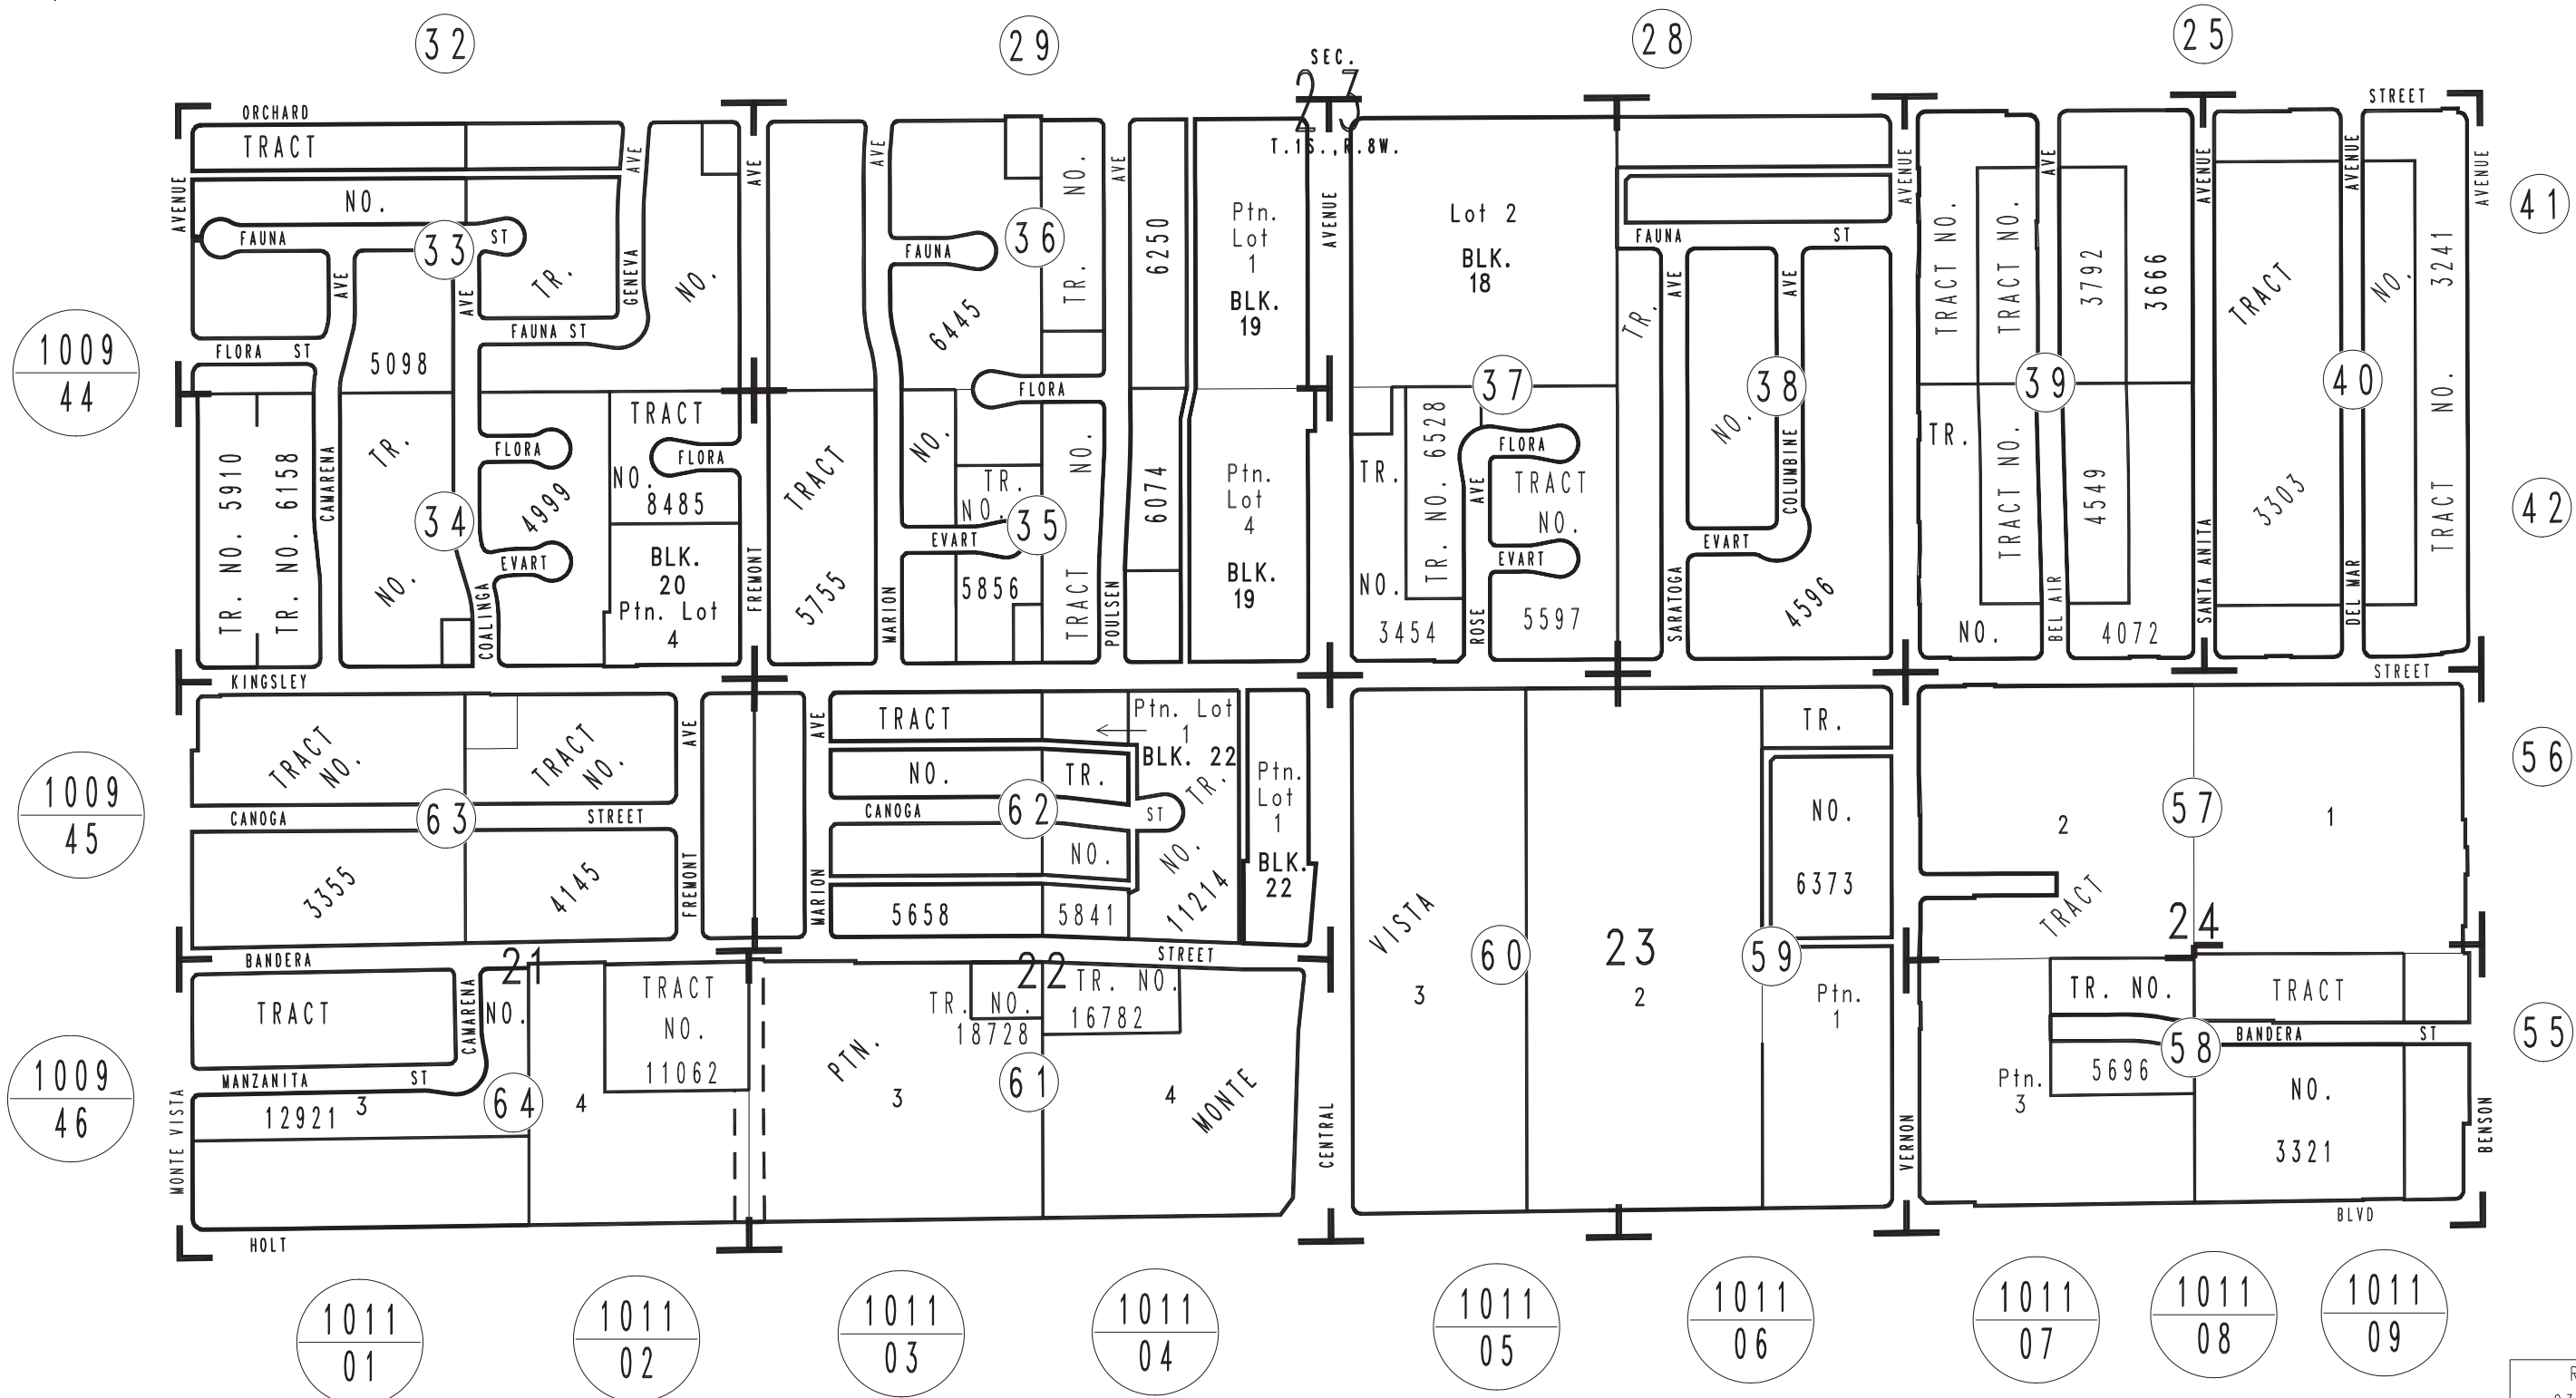 32
29
28
25
SEC.
23
T.1S.,R.8W.
ORCHARD
STREET
TRACT
NO.
AVENUE
FAUNA
33
ST
AVE
AVE
TR.
GENEVA
AVE
NO.
AVE
FAUNA ST
FLORA ST
5098
AVE
FAUNA
36
6445
NO.
TR.
AVE
6250
Ptn.
Lot
1
BLK.
19
AVENUE
Lot 2
BLK.
18
FAUNA
ST
TR.
AVE
AVE
AVENUE
TRACT NO.
TRACT NO.
AVE
3792
3666
AVENUE
TRACT
AVENUE
NO.
3241
AVENUE
41
1009
44
TR. NO. 5910
TR. NO. 6158
CAMARENA
TR.
NO.
34
FLORA
4999
EVART
COALINGA
TRACT
NO.
8485
FLORA
BLK.
20
Ptn. Lot
4
FREMONT
TRACT
5755
MARION
NO.
FLORA
TR.
NO.
35
EVART
5856
NO.
TRACT
POULSEN
6074
Ptn.
Lot
4
BLK.
19
37
TR.
NO.
TR. NO. 6528
3454
ROSE
AVE
FLORA
TRACT
NO.
EVART
5597
38
NO.
COLUMBINE
EVART
SARATOGA
4596
39
TR.
NO.
TRACT NO.
BEL AIR
4549
4072
SANTA ANITA
3303
40
DEL MAR
TRACT NO.
42
KINGSLEY
STREET
TRACT
NO.
TRACT
NO.
AVE
AVE
TRACT
Ptn. Lot
1
BLK. 22
NO.
TR.
TR.
CANOGA
63
STREET
CANOGA
62
ST
NO.
NO.
3355
4145
FREMONT
MARION
5658
5841
11214
Ptn.
Lot
1
BLK.
22
TR.
NO.
6373
VISTA
60
23
59
3
2
Ptn.
1
57
2
1
TRACT
24
56
1009
45
BANDERA
STREET
21
22
TRACT
CAMARENA
NO.
TRACT
NO.
11062
TR. NO.
18728
TR. NO.
16782
PTN.
MANZANITA
ST
12921
3
64
4
3
61
4
MONTE
TR. NO.
TRACT
BANDERA
ST
58
5696
Ptn.
3
NO.
3321
55
1009
46
MONTE VISTA
CENTRAL
VERNON
BENSON
HOLT
BLVD
1011
01
1011
02
1011
03
1011
04
1011
05
1011
06
1011
07
1011
08
1011
09